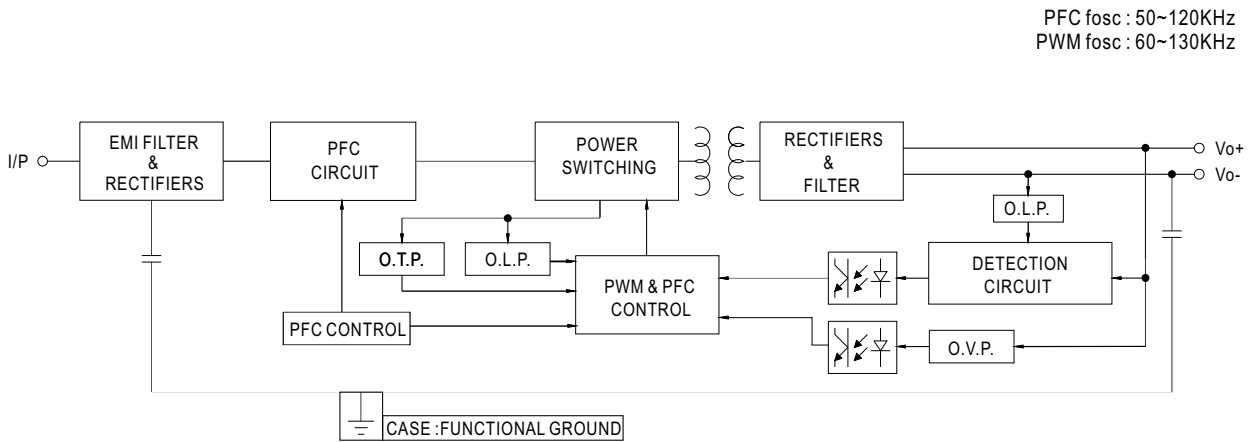 PFC fosc : 50~120KHz
PWM fosc : 60~130KHz
I/P
EMI FILTER
&
RECTIFIERS
PFC
CIRCUIT
POWER
SWITCHING
RECTIFIERS
&
FILTER
Vo+
Vo-
O.T.P.
O.L.P.
O.L.P.
PWM & PFC
CONTROL
DETECTION
CIRCUIT
PFC CONTROL
O.V.P.
CASE : FUNCTIONAL GROUND